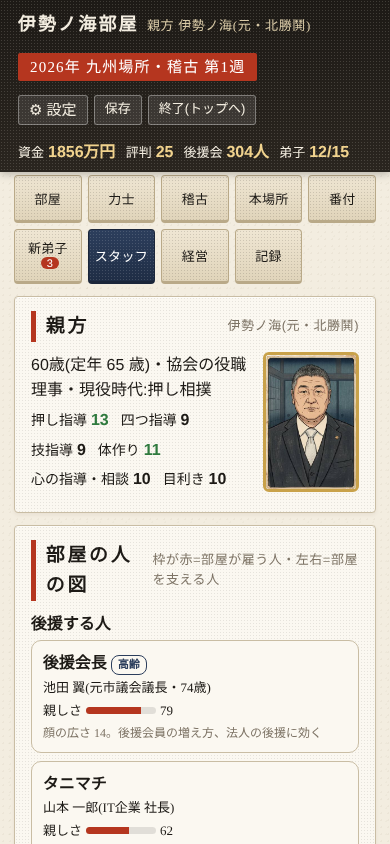 伊勢ノ海部屋 親方 伊勢ノ海(元・北勝鬨)
2026年 九州場所・稽古 第1週
⚙ 設定 保存 終了(トップへ)
資金 1856万円 評判 25 後援会 304人 弟子 12/15
部屋 力士 稽古 本場所 番付
新弟子 3 スタッフ 経営 記録
親方 伊勢ノ海(元・北勝鬨)
60歳(定年 65 歳)・協会の役職
理事・現役時代:押し相撲
押し指導 13 四つ指導 9
技指導 9 体作り 11
心の指導・相談 10 目利き 10
部屋の人の図 枠が赤=部屋が雇う人・左右=部屋を支える人
後援する人
後援会長 高齢
池田 翼(元市議会議長・74歳)
親しさ 79
顔の広さ 14。後援会員の増え方、法人の後援に効く
タニマチ
山本 一郎(IT企業 社長)
親しさ 62